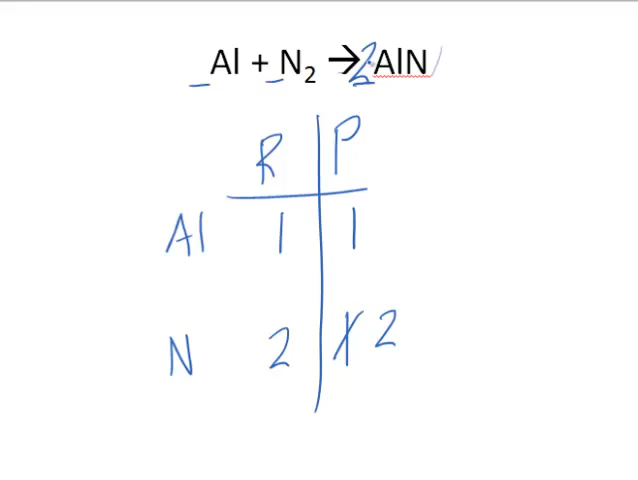 _Al + _N₂ → 2AlN
R P
Al 1 1
N 2 1 2